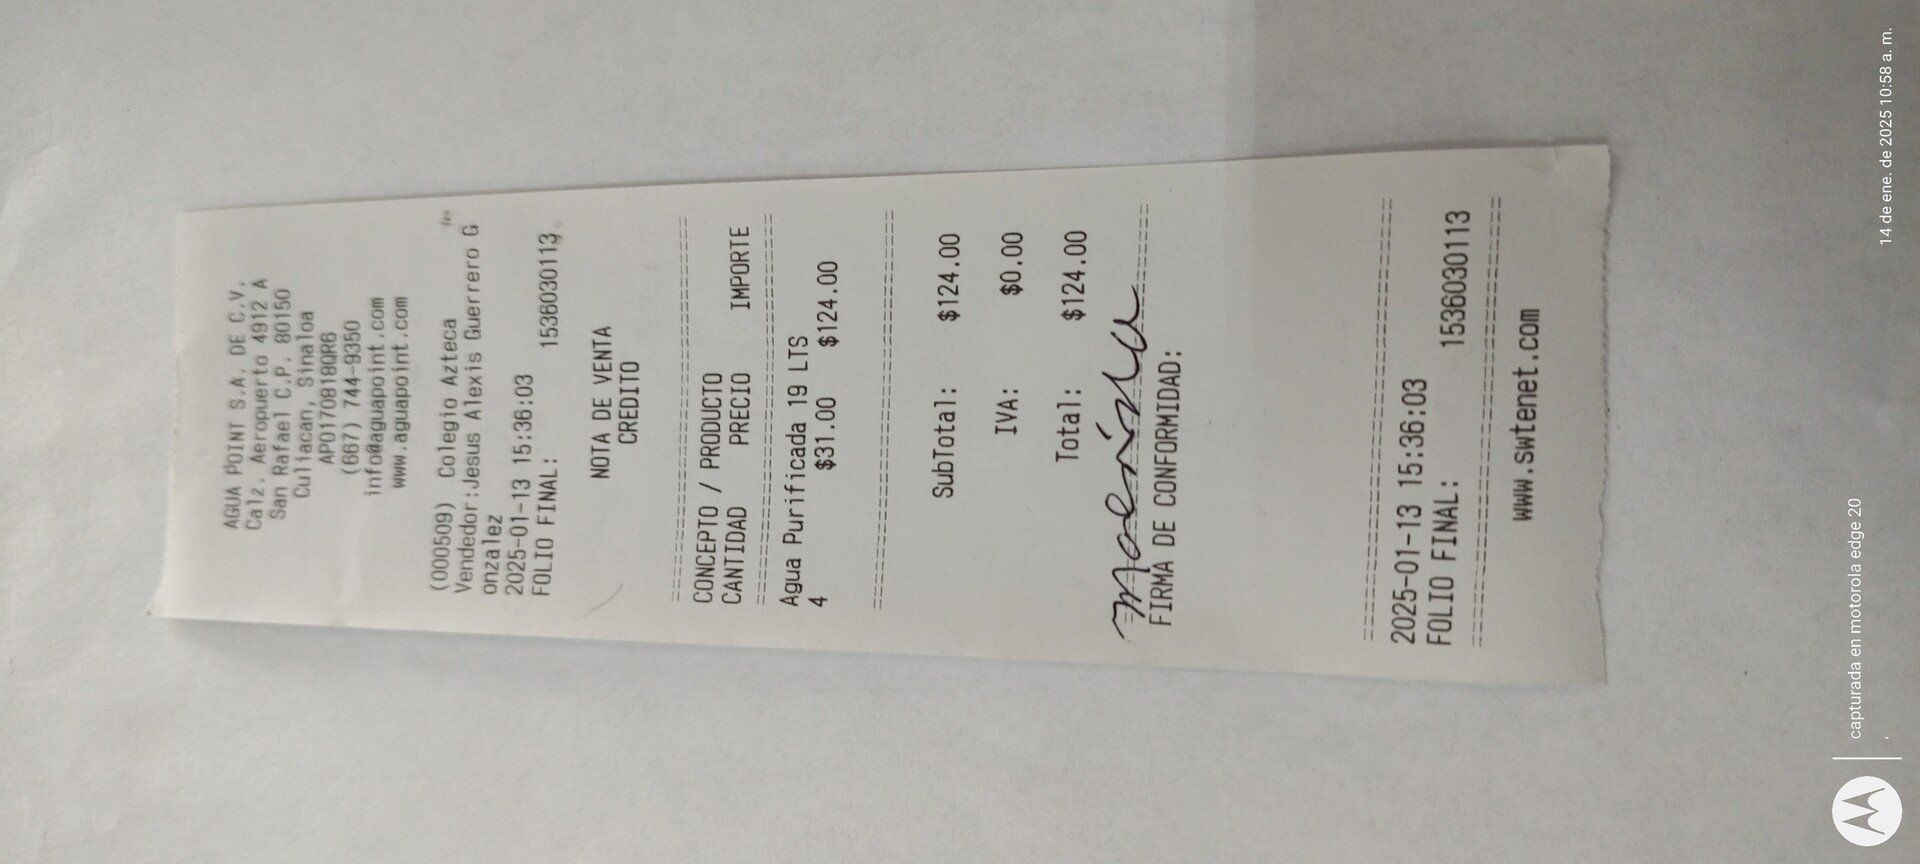 AGUA POINT S.A. DE C.V.
Calz. Aeropuerto 4912 A
San Rafael C.P. 80150
Culiacan, Sinaloa
APO170818QR6
(667) 744-9350
info@aguapoint.com
www.aguapoint.com
(000509) Colegio Azteca
Vendedor:Jesus Alexis Guerrero G
onzalez
2025-01-13 15:36:03
FOLIO FINAL: 1536030113
NOTA DE VENTA
CREDITO
CONCEPTO / PRODUCTO
CANTIDAD PRECIO IMPORTE
Agua Purificada 19 LTS
4 $31.00 $124.00
SubTotal: $124.00
IVA: $0.00
Total: $124.00
FIRMA DE CONFORMIDAD:
2025-01-13 15:36:03
FOLIO FINAL: 1536030113
www.swtenet.com
capturada en motorola edge 20
14 de ene. de 2025 10:58 a. m.